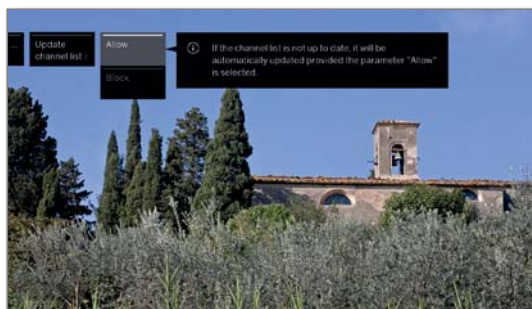 Update
channel list
Allow
Block
If the channel list is not up to date, it will be
automatically updated provided the parameter "Allow"
is selected.